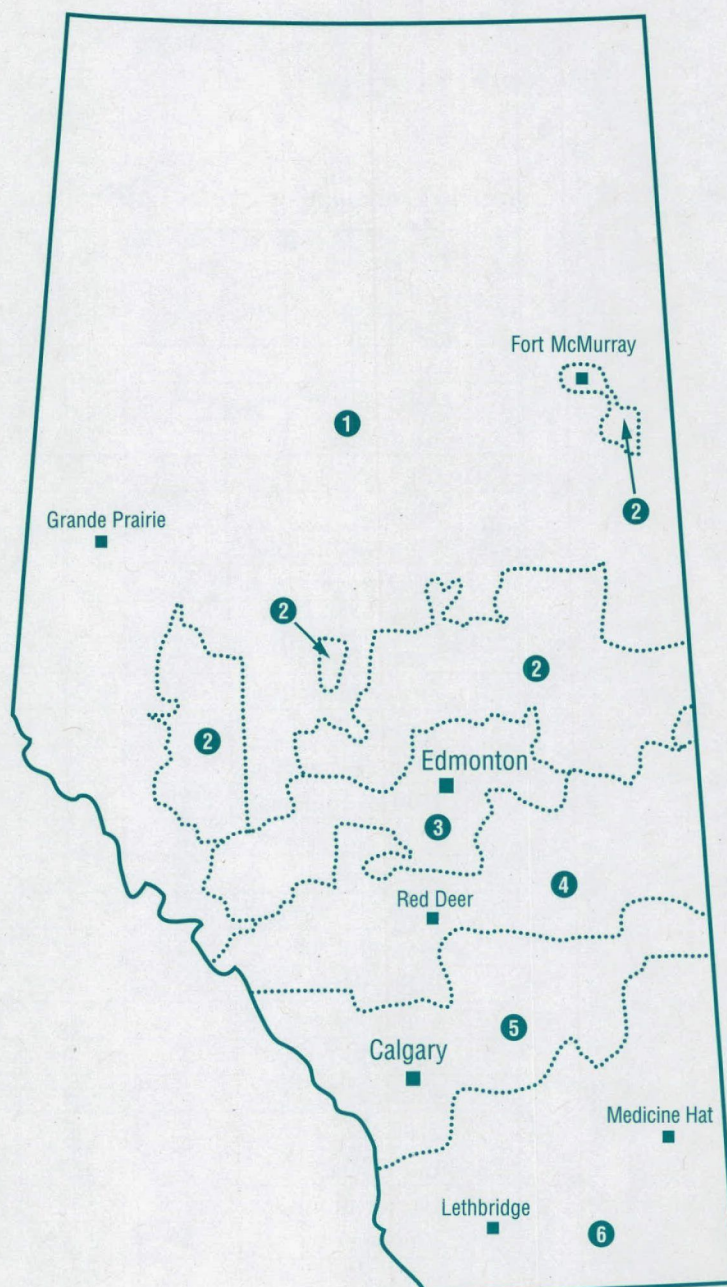 Fort McMurray
1
2
Grande Prairie
2
2
2
Edmonton
3
4
Red Deer
5
Calgary
Medicine Hat
Lethbridge
6